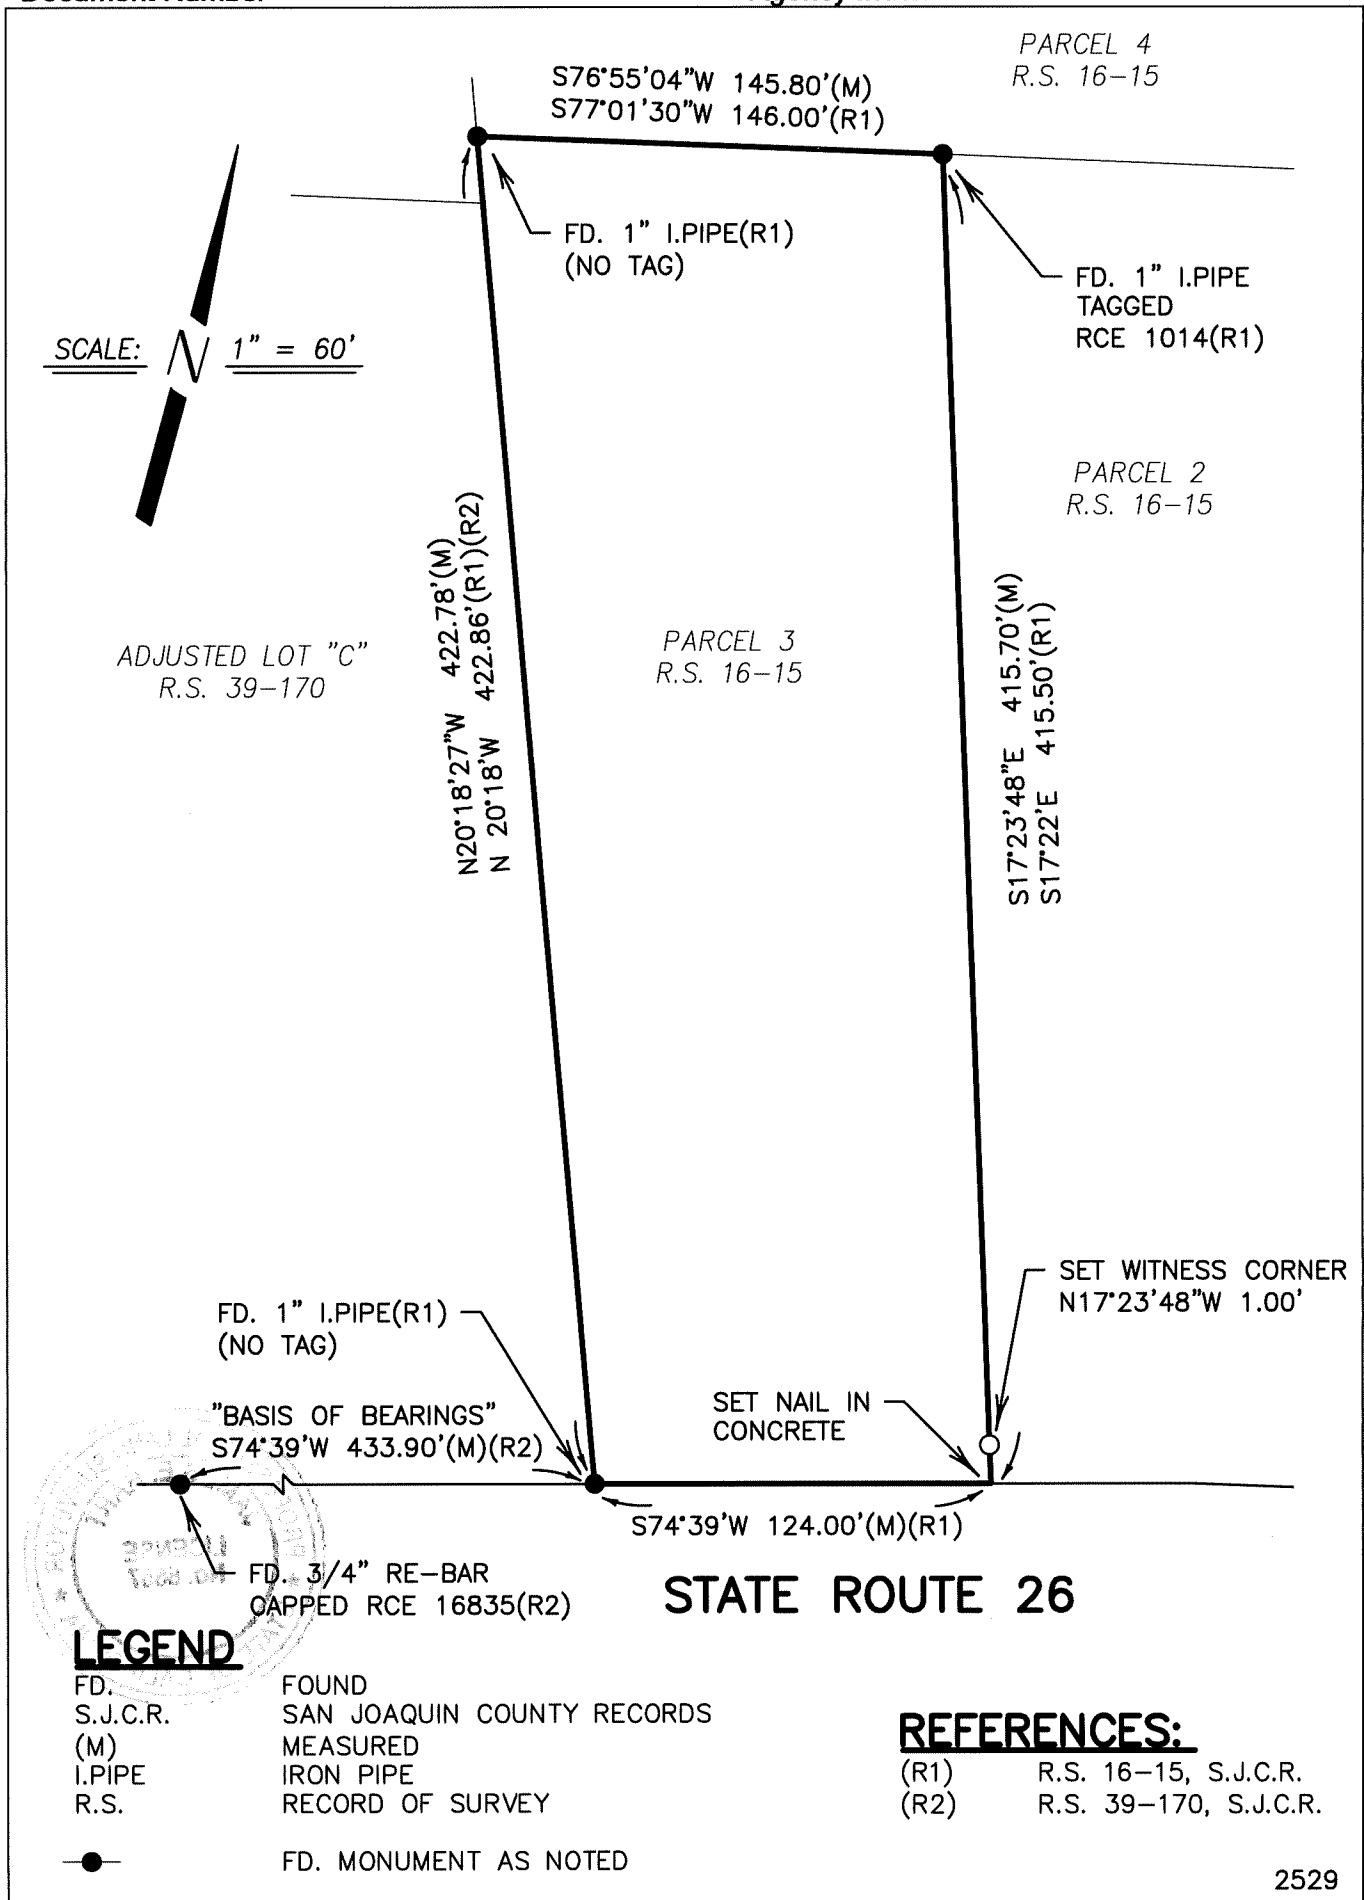 PARCEL 4
R.S. 16-15
S76°55'04"W 145.80'(M)
S77°01'30"W 146.00'(R1)
FD. 1" I.PIPE(R1)
(NO TAG)
FD. 1" I.PIPE
TAGGED
RCE 1014(R1)
SCALE: N 1" = 60'
PARCEL 2
R.S. 16-15
N20°18'27"W 422.78'(M)
N 20°18'W 422.86'(R1)(R2)
S17°23'48"E 415.70'(M)
S17°22'E 415.50'(R1)
ADJUSTED LOT "C"
R.S. 39-170
PARCEL 3
R.S. 16-15
SET WITNESS CORNER
N17°23'48"W 1.00'
FD. 1" I.PIPE(R1)
(NO TAG)
SET NAIL IN
CONCRETE
"BASIS OF BEARINGS"
S74°39'W 433.90'(M)(R2)
S74°39'W 124.00'(M)(R1)
FD. 3/4" RE-BAR
CAPPED RCE 16835(R2)
STATE ROUTE 26
LEGEND
FD. FOUND
S.J.C.R. SAN JOAQUIN COUNTY RECORDS
(M) MEASURED
I.PIPE IRON PIPE
R.S. RECORD OF SURVEY
FD. MONUMENT AS NOTED
REFERENCES:
(R1) R.S. 16-15, S.J.C.R.
(R2) R.S. 39-170, S.J.C.R.
2529